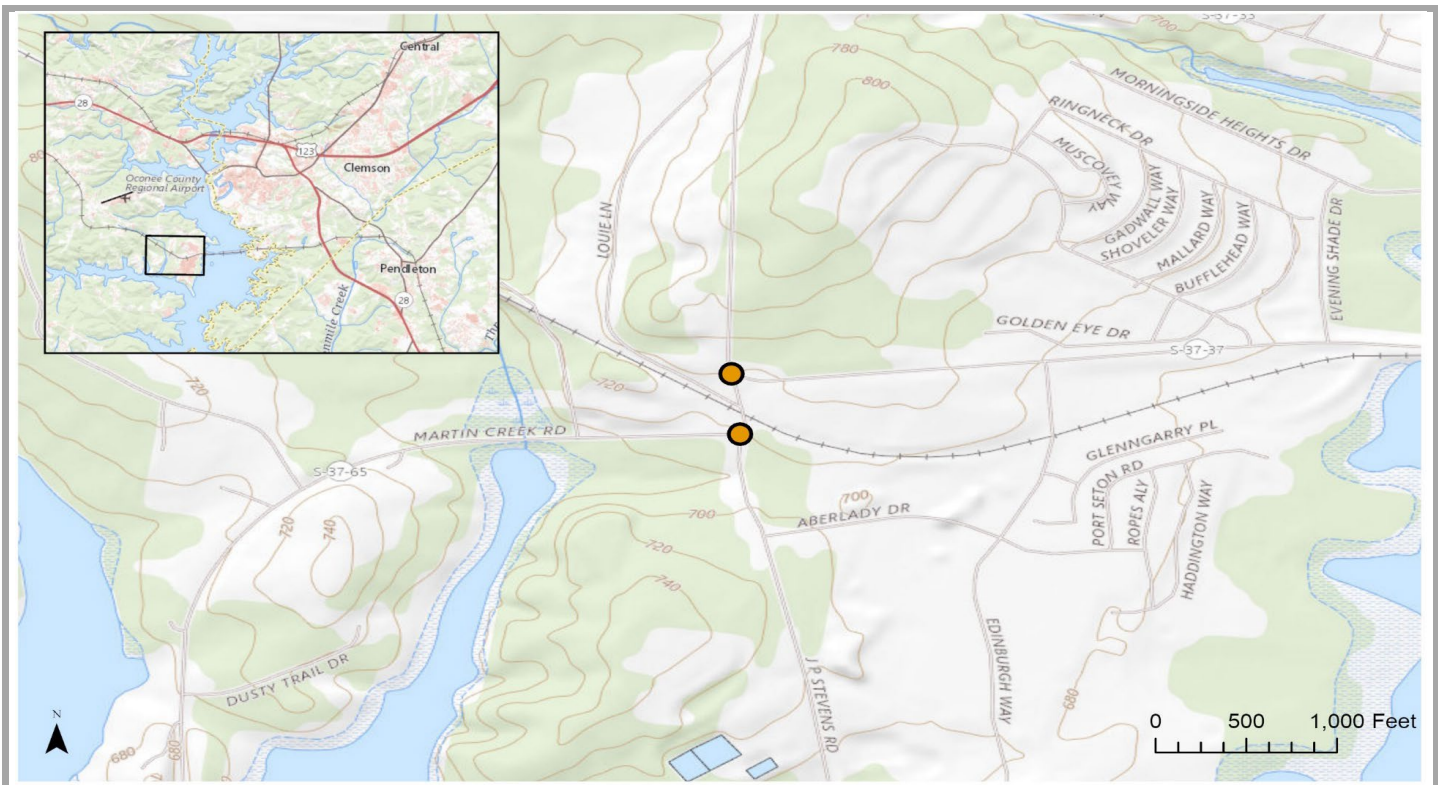 Central
28
123
Clemson
Oconee County
Regional Airport
Pendleton
28
80
700
780
800
MORNINGSIDE HEIGHTS DR
RINGNECK DR
MUSCOVEY WAY
GADWALL WAY
SHOVELER WAY
MALLARD WAY
BUFFLEHEAD WAY
EVENING SHADE DR
LOUIE LN
GOLDEN EYE DR
S-37-37
720
720
MARTIN CREEK RD
S-37-65
GLENNGARRY PL
PORT SETON RD
ROPES ALY
HADDINGTON WAY
700
ABERLADY DR
700
720
740
720
740
EDINBURGH WAY
J P STEVENS RD
DUSTY TRAIL DR
680
680
680
N
0 500 1,000 Feet